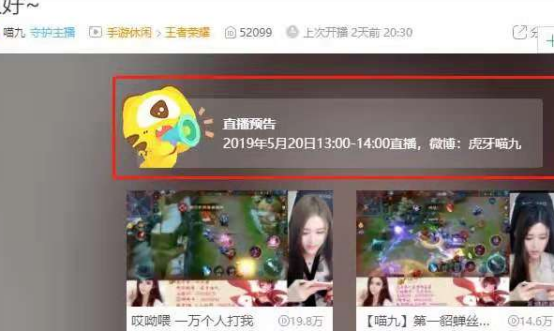 好~
喵九 守护主播 手游休闲 > 王者荣耀 52099 上次开播 2天前 20:30
直播预告
2019年5月20日13:00-14:00直播，微博：虎牙喵九
哎呦喂 一万个人打我 19.8万
【喵九】第一貂蝉丝... 14.6万